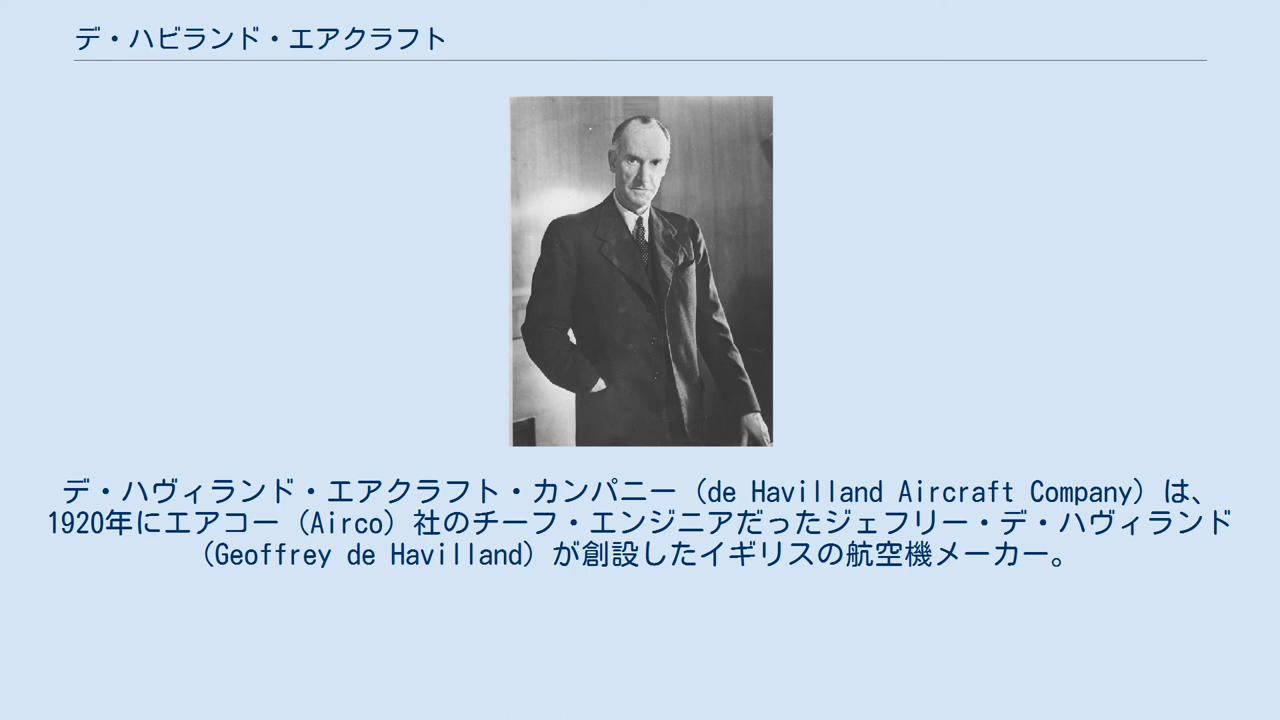 デ・ハビランド・エアクラフト
デ・ハヴィランド・エアクラフト・カンパニー（de Havilland Aircraft Company）は、
1920年にエアコー（Airco）社のチーフ・エンジニアだったジェフリー・デ・ハヴィランド
（Geoffrey de Havilland）が創設したイギリスの航空機メーカー。